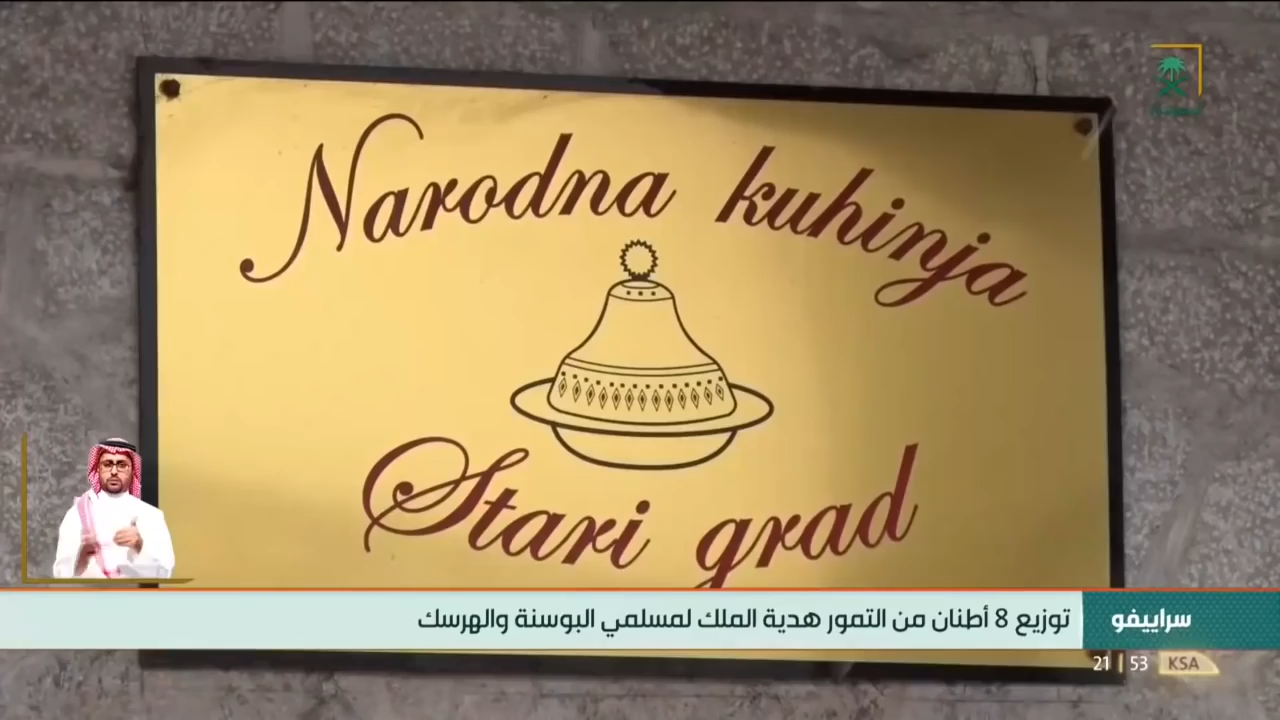 Narodna kuhinja
Stari grad
سراييفو
توزيع 8 أطنان من التمور هدية الملك لمسلمي البوسنة والهرسك
21 | 53 KSA